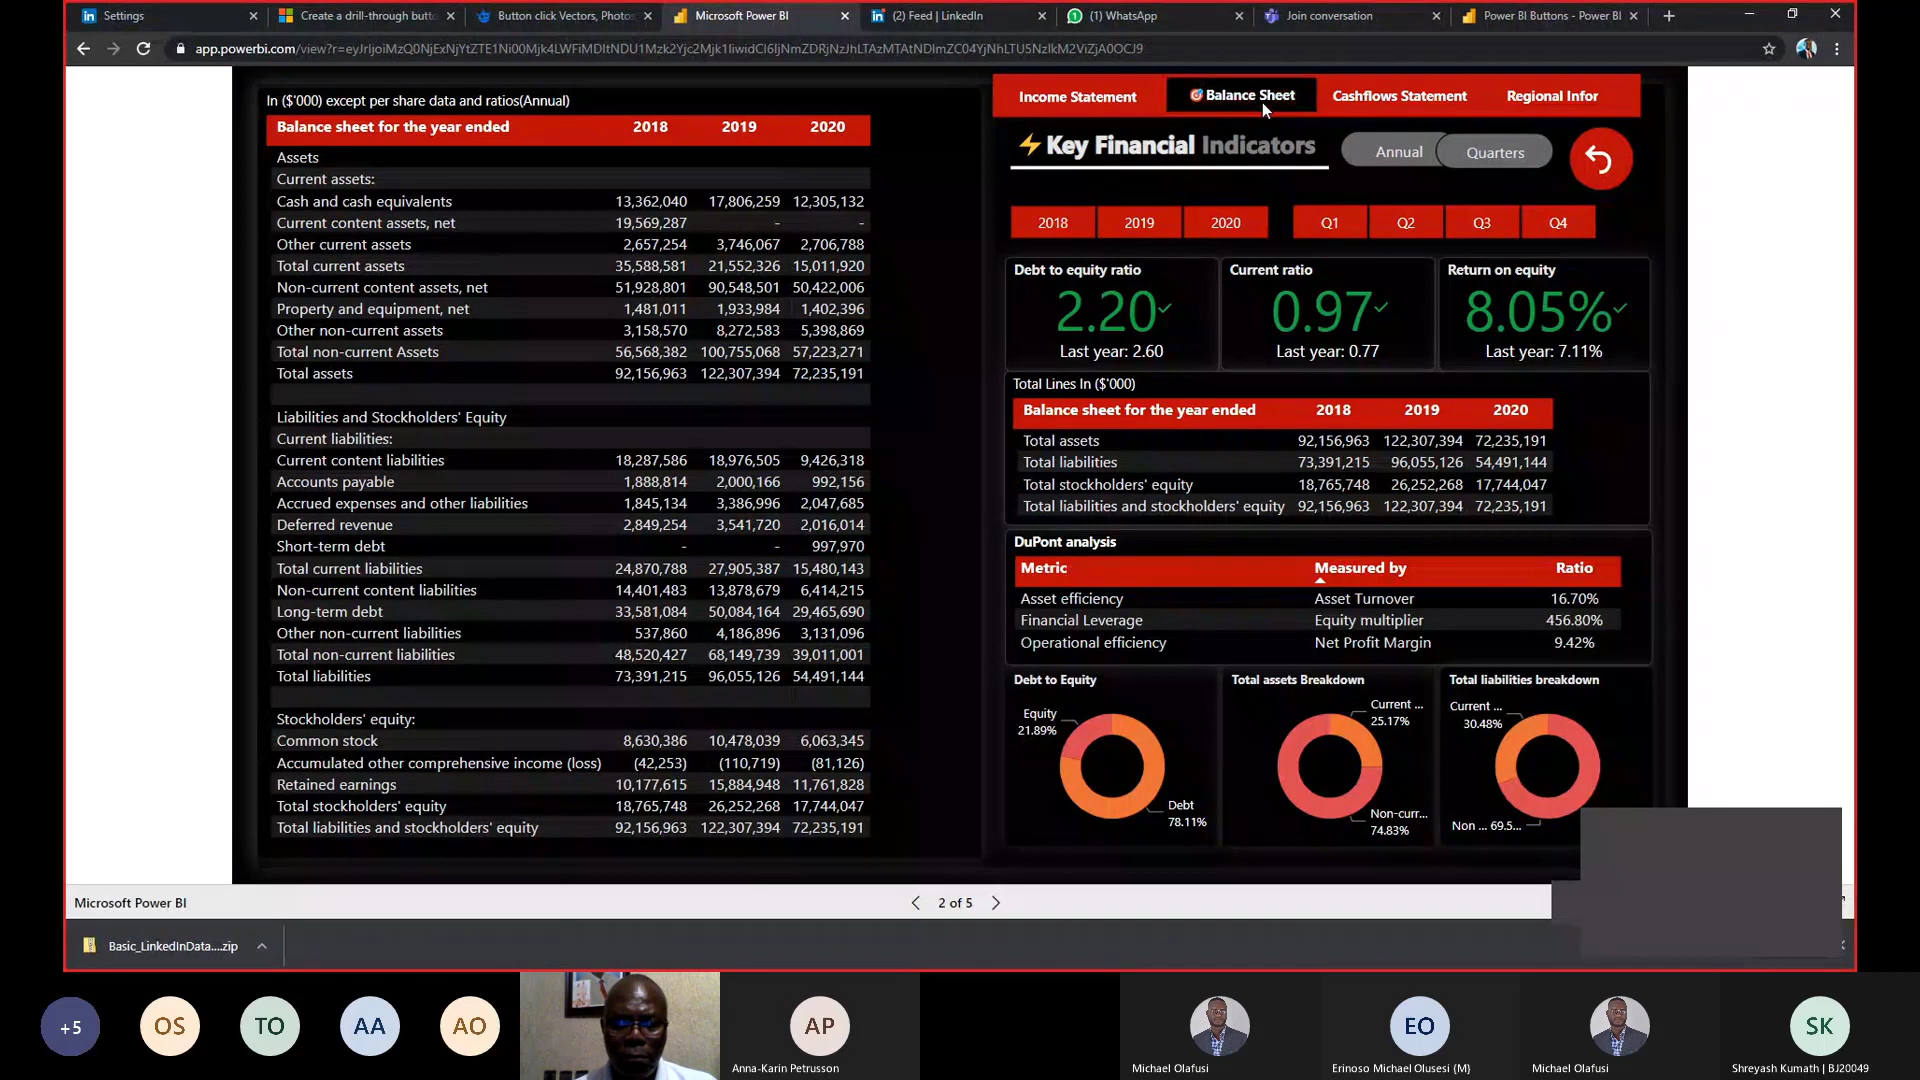 Settings
Create a drill-through butt
Button click Vectors, Photos
Microsoft Power BI
(2) Feed | LinkedIn
(1) WhatsApp
Join conversation
Power BI Buttons - Power BI
In ($'000) except per share data and ratios(Annual)
Balance sheet for the year ended 2018 2019 2020
Assets
Current assets:
Cash and cash equivalents 13,362,040 17,806,259 12,305,132
Current content assets, net 19,569,287 - -
Other current assets 2,657,254 3,746,067 2,706,788
Total current assets 35,588,581 21,552,326 15,011,920
Non-current content assets, net 51,928,801 90,548,501 50,422,006
Property and equipment, net 1,481,011 1,933,984 1,402,396
Other non-current assets 3,158,570 8,272,583 5,398,869
Total non-current Assets 56,568,382 100,755,068 57,223,271
Total assets 92,156,963 122,307,394 72,235,191
Liabilities and Stockholders' Equity
Current liabilities:
Current content liabilities 18,287,586 18,976,505 9,426,318
Accounts payable 1,888,814 2,000,166 992,156
Accrued expenses and other liabilities 1,845,134 3,386,996 2,047,685
Deferred revenue 2,849,254 3,541,720 2,016,014
Short-term debt - - 997,970
Total current liabilities 24,870,788 27,905,387 15,480,143
Non-current content liabilities 14,401,483 13,878,679 6,414,215
Long-term debt 33,581,084 50,084,164 29,465,690
Other non-current liabilities 537,860 4,186,896 3,131,096
Total non-current liabilities 48,520,427 68,149,739 39,011,001
Total liabilities 73,391,215 96,055,126 54,491,144
Stockholders' equity:
Common stock 8,630,386 10,478,039 6,063,345
Accumulated other comprehensive income (loss) (42,253) (110,719) (81,126)
Retained earnings 10,177,615 15,884,948 11,761,828
Total stockholders' equity 18,765,748 26,252,268 17,744,047
Total liabilities and stockholders' equity 92,156,963 122,307,394 72,235,191
Income Statement
Balance Sheet
Cashflows Statement
Regional Infor
Key Financial Indicators
Annual
Quarters
2018 2019 2020
Q1 Q2 Q3 Q4
Debt to equity ratio
2.20
Last year: 2.60
Current ratio
0.97
Last year: 0.77
Return on equity
8.05%
Last year: 7.11%
Total Lines In ($'000)
Balance sheet for the year ended 2018 2019 2020
Total assets 92,156,963 122,307,394 72,235,191
Total liabilities 73,391,215 96,055,126 54,491,144
Total stockholders' equity 18,765,748 26,252,268 17,744,047
Total liabilities and stockholders' equity 92,156,963 122,307,394 72,235,191
DuPont analysis
Metric Measured by Ratio
Asset efficiency Asset Turnover 16.70%
Financial Leverage Equity multiplier 456.80%
Operational efficiency Net Profit Margin 9.42%
Debt to Equity
Equity
21.89%
Debt
78.11%
Total assets Breakdown
Current ...
25.17%
Non-curr...
74.83%
Total liabilities breakdown
Current ...
30.48%
Non ... 69.5...
Microsoft Power BI
2 of 5
Basic_LinkedInData....zip
+5
OS
TO
AA
AO
AP
Anna-Karin Petrusson
Michael Olafusi
EO
Erinoso Michael Olusesi (M)
Michael Olafusi
SK
Shreyash Kumath | BJ20049